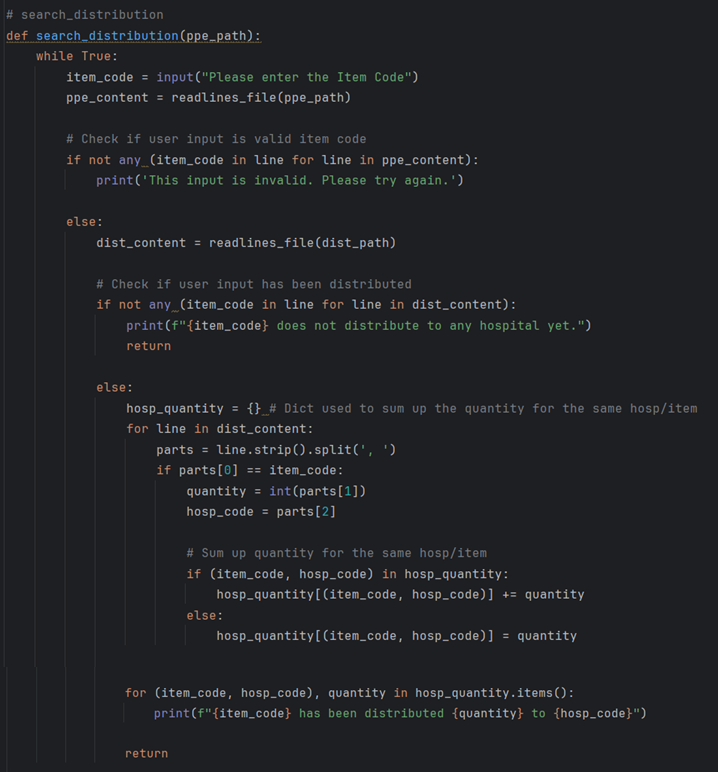 # search_distribution
def search_distribution(ppe_path):
    while True:
        item_code = input("Please enter the Item Code")
        ppe_content = readlines_file(ppe_path)

        # Check if user input is valid item code
        if not any (item_code in line for line in ppe_content):
            print('This input is invalid. Please try again.')

        else:
            dist_content = readlines_file(dist_path)

            # Check if user input has been distributed
            if not any (item_code in line for line in dist_content):
                print(f"{item_code} does not distribute to any hospital yet.")
                return

            else:
                hosp_quantity = {} # Dict used to sum up the quantity for the same hosp/item
                for line in dist_content:
                    parts = line.strip().split(', ')
                    if parts[0] == item_code:
                        quantity = int(parts[1])
                        hosp_code = parts[2]

                        # Sum up quantity for the same hosp/item
                        if (item_code, hosp_code) in hosp_quantity:
                            hosp_quantity[(item_code, hosp_code)] += quantity
                        else:
                            hosp_quantity[(item_code, hosp_code)] = quantity

                for (item_code, hosp_code), quantity in hosp_quantity.items():
                    print(f"{item_code} has been distributed {quantity} to {hosp_code}")

                return